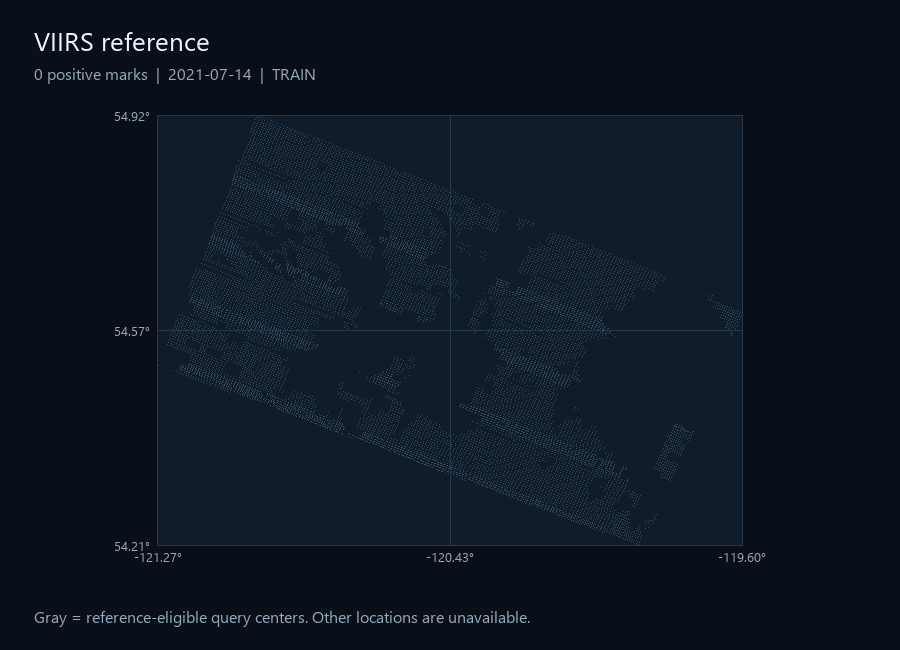 VIIRS reference
0 positive marks | 2021-07-14 | TRAIN
54.92°
54.57°
54.21°
-121.27°
-120.43°
-119.60°
Gray = reference-eligible query centers. Other locations are unavailable.